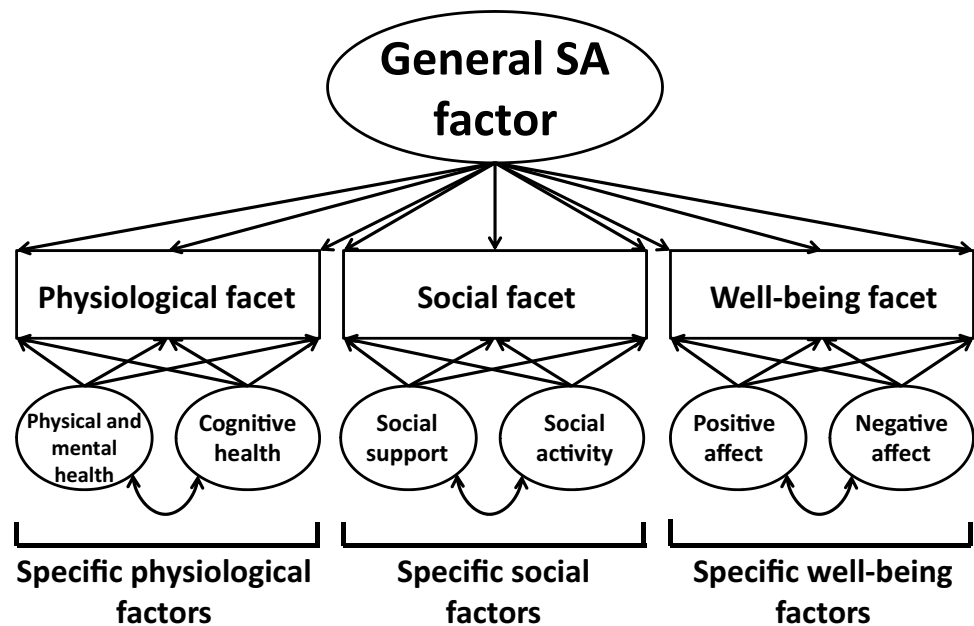 General SA
factor
Physiological facet
Social facet
Well-being facet
Physical and
mental
health
Cognitive
health
Social
support
Social
activity
Positive
affect
Negative
affect
Specific physiological
factors
Specific social
factors
Specific well-being
factors